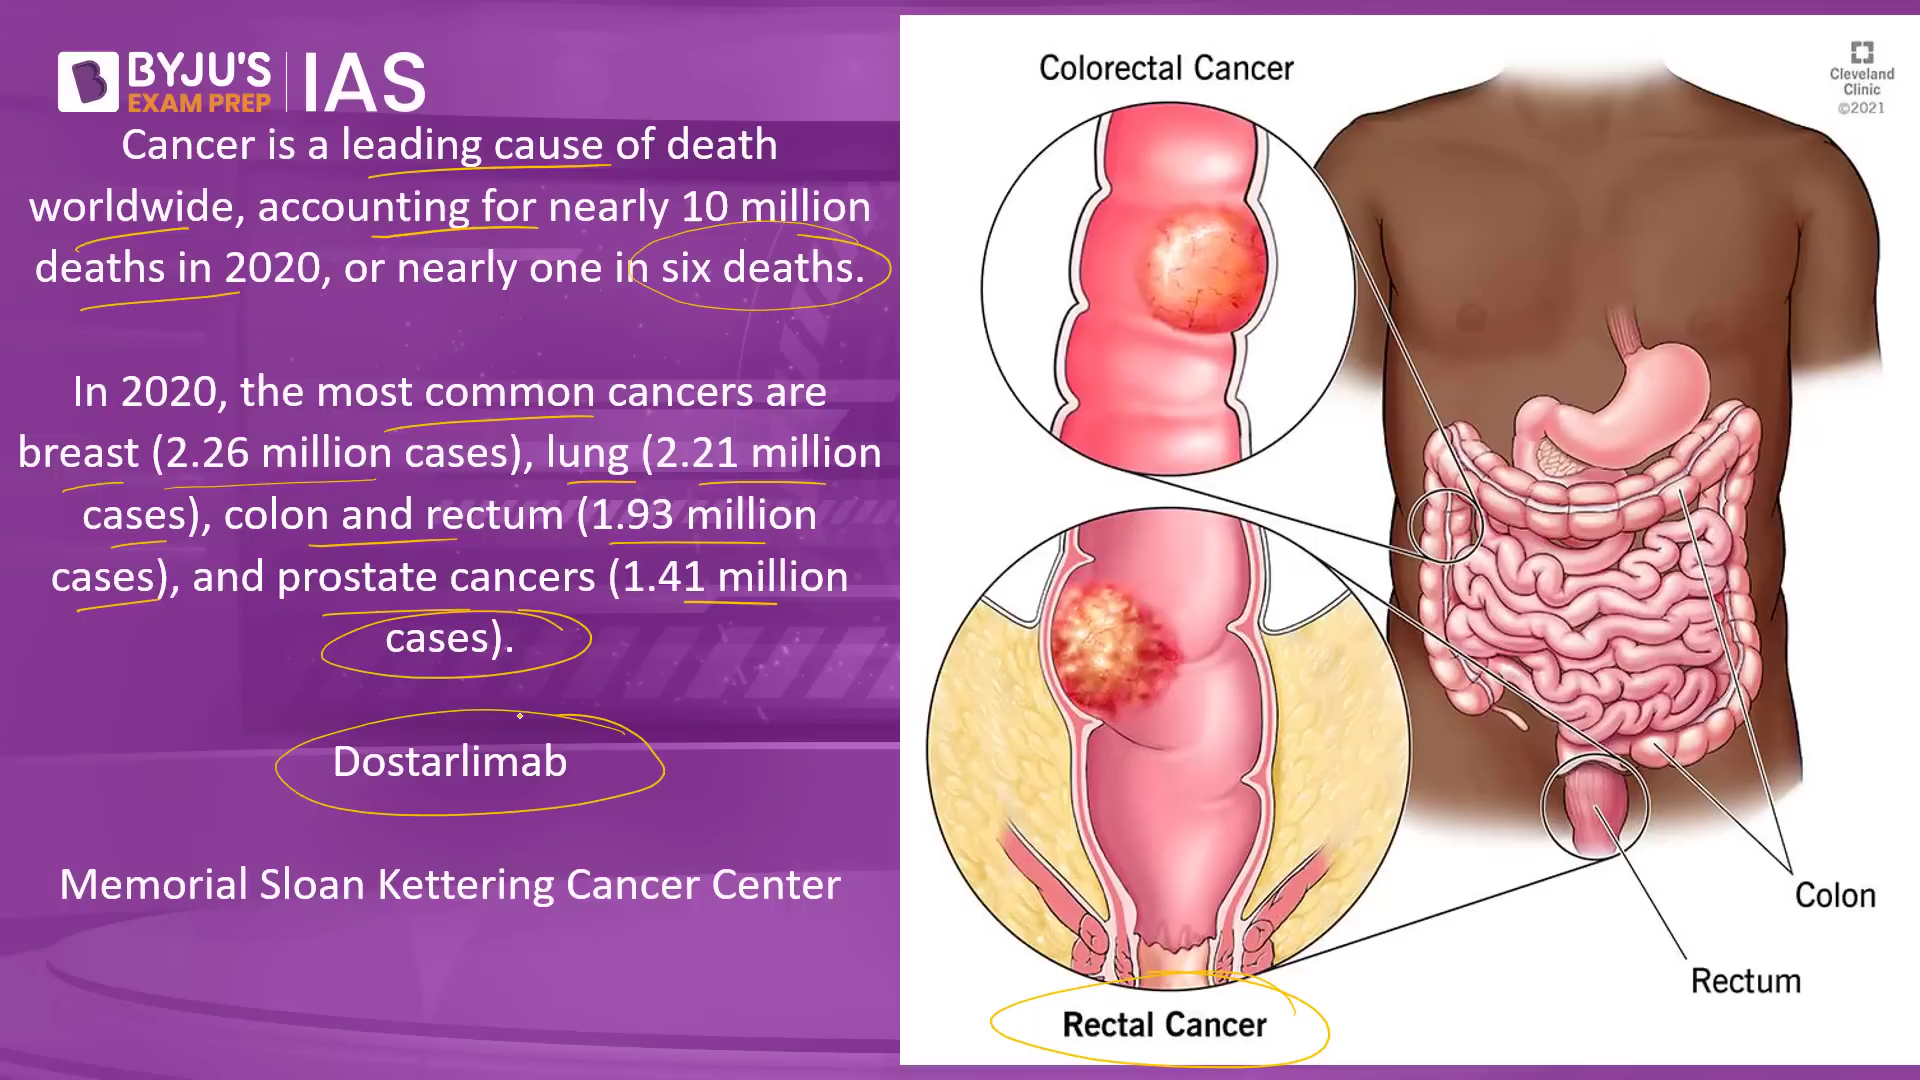 BYJU'S
EXAM PREP
IAS
Cancer is a leading cause of death
worldwide, accounting for nearly 10 million
deaths in 2020, or nearly one in six deaths.
In 2020, the most common cancers are
breast (2.26 million cases), lung (2.21 million
cases), colon and rectum (1.93 million
cases), and prostate cancers (1.41 million
cases).
Dostarlimab
Memorial Sloan Kettering Cancer Center
Colorectal Cancer
Cleveland
Clinic
©2021
Colon
Rectum
Rectal Cancer